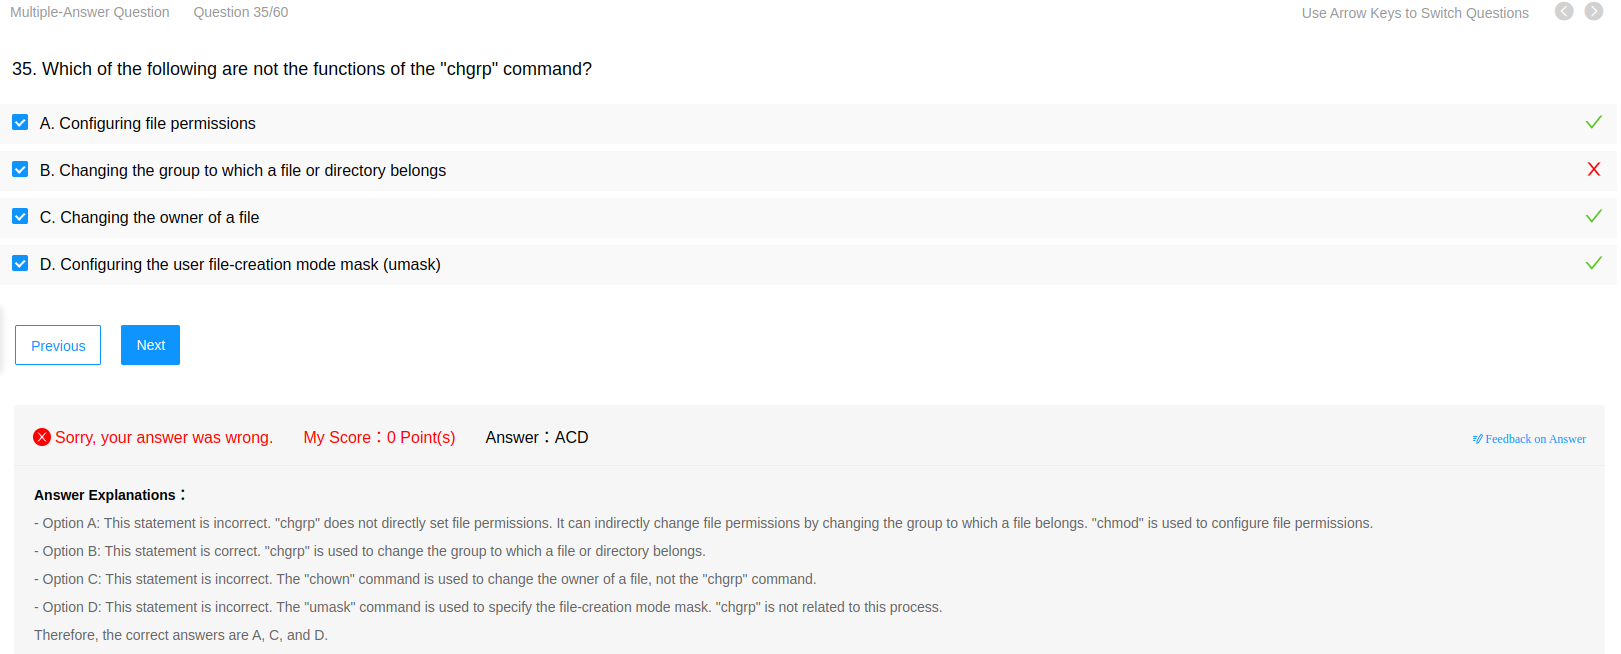 Multiple-Answer Question Question 35/60 Use Arrow Keys to Switch Questions
35. Which of the following are not the functions of the "chgrp" command?
A. Configuring file permissions
B. Changing the group to which a file or directory belongs
C. Changing the owner of a file
D. Configuring the user file-creation mode mask (umask)
Previous Next
Sorry, your answer was wrong. My Score：0 Point(s) Answer：ACD Feedback on Answer
Answer Explanations：
- Option A: This statement is incorrect. "chgrp" does not directly set file permissions. It can indirectly change file permissions by changing the group to which a file belongs. "chmod" is used to configure file permissions.
- Option B: This statement is correct. "chgrp" is used to change the group to which a file or directory belongs.
- Option C: This statement is incorrect. The "chown" command is used to change the owner of a file, not the "chgrp" command.
- Option D: This statement is incorrect. The "umask" command is used to specify the file-creation mode mask. "chgrp" is not related to this process.
Therefore, the correct answers are A, C, and D.